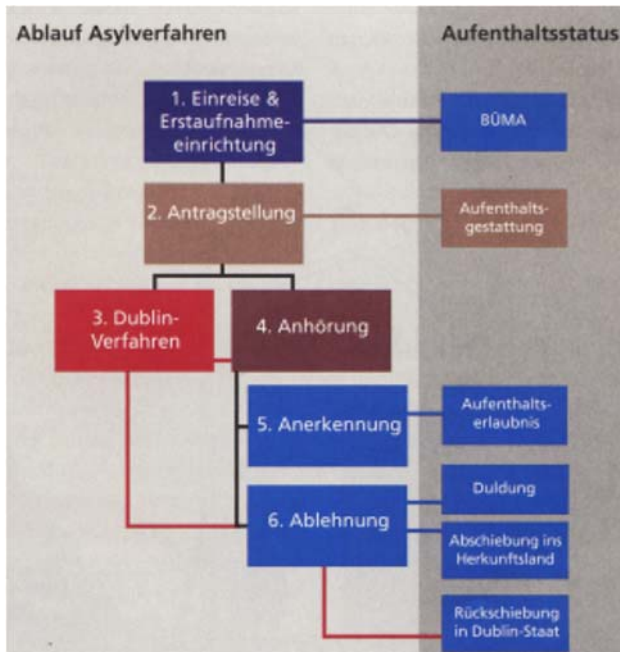 Ablauf Asylverfahren
Aufenthaltsstatus
1. Einreise &
Erstaufnahme-
einrichtung
BÜMA
2. Antragstellung
Aufenthalts-
gestattung
3. Dublin-
Verfahren
4. Anhörung
5. Anerkennung
Aufenthalts-
erlaubnis
6. Ablehnung
Duldung
Abschiebung ins
Herkunftsland
Rückschiebung
in Dublin-Staat